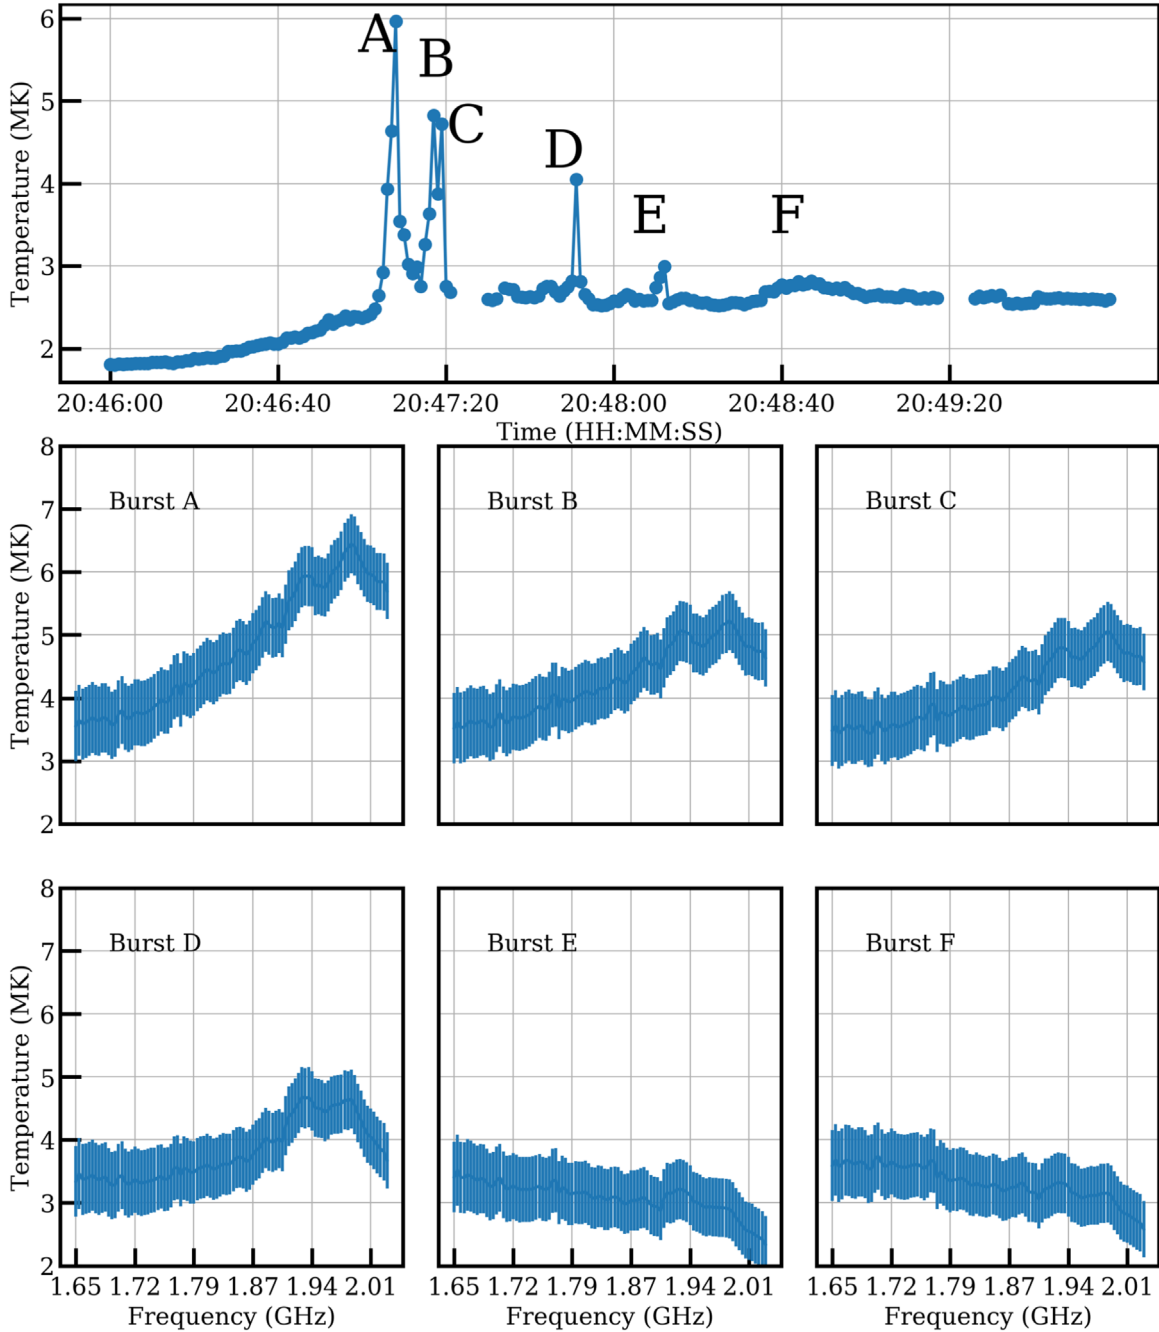 6
5
4
3
2
Temperature (MK)
A
B
C
D
E
F
20:46:00 20:46:40 20:47:20 20:48:00 20:48:40 20:49:20
Time (HH:MM:SS)
8
7
6
5
4
3
2
Temperature (MK)
Burst A
Burst B
Burst C
8
7
6
5
4
3
2
Temperature (MK)
Burst D
Burst E
Burst F
1.65 1.72 1.79 1.87 1.94 2.01
1.65 1.72 1.79 1.87 1.94 2.01
1.65 1.72 1.79 1.87 1.94 2.01
Frequency (GHz)
Frequency (GHz)
Frequency (GHz)